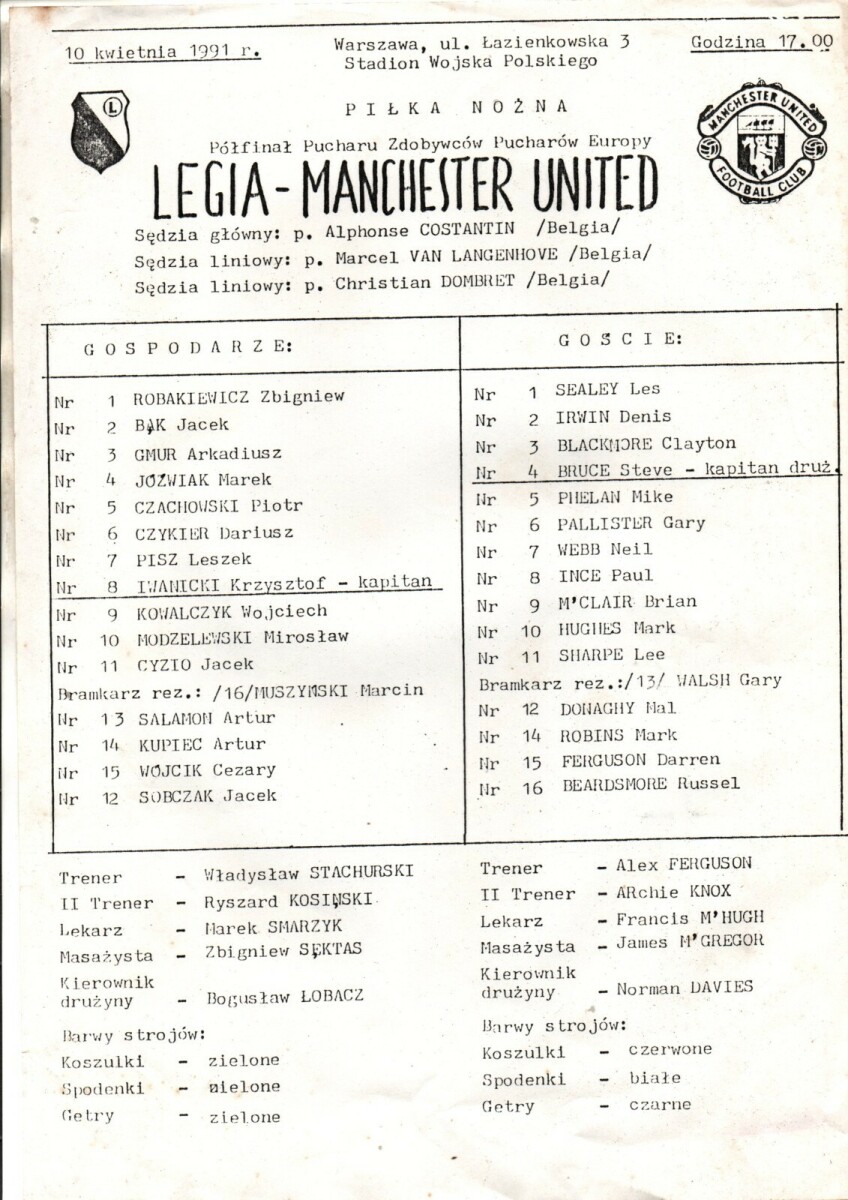 10 kwietnia 1991 r.
Warszawa, ul. Łazienkowska 3
Stadion Wojska Polskiego
Godzina 17.00
L
PIŁKA NOŻNA
MANCHESTER UNITED
FOOTBALL CLUB
Półfinał Pucharu Zdobywców Pucharów Europy
LEGIA - MANCHESTER UNITED
Sędzia główny: p. Alphonse COSTANTIN /Belgia/
Sędzia liniowy: p. Marcel VAN LANGENHOVE /Belgia/
Sędzia liniowy: p. Christian DOMBRET /Belgia/
GOSPODARZE:
Nr 1 ROBAKIEWICZ Zbigniew
Nr 2 BĄK Jacek
Nr 3 GMUR Arkadiusz
Nr 4 JÓŹWIAK Marek
Nr 5 CZACHOWSKI Piotr
Nr 6 CZYKIER Dariusz
Nr 7 PISZ Leszek
Nr 8 IWANICKI Krzysztof - kapitan
Nr 9 KOWALCZYK Wojciech
Nr 10 MODZELEWSKI Mirosław
Nr 11 CYZIO Jacek
Bramkarz rez.: /16/MUSZYŃSKI Marcin
Nr 13 SALAMON Artur
Nr 14 KUPIEC Artur
Nr 15 WÓJCIK Cezary
Nr 12 SOBCZAK Jacek
GOŚCIE:
Nr 1 SEALEY Les
Nr 2 IRWIN Denis
Nr 3 BLACKMORE Clayton
Nr 4 BRUCE Steve - kapitan druż.
Nr 5 PHELAN Mike
Nr 6 PALLISTER Gary
Nr 7 WEBB Neil
Nr 8 INCE Paul
Nr 9 M'CLAIR Brian
Nr 10 HUGHES Mark
Nr 11 SHARPE Lee
Bramkarz rez.:/13/ WALSH Gary
Nr 12 DONAGHY Mal
Nr 14 ROBINS Mark
Nr 15 FERGUSON Darren
Nr 16 BEARDSMORE Russel
Trener - Władysław STACHURSKI
II Trener - Ryszard KOSIŃSKI
Lekarz - Marek SMARZYK
Masażysta - Zbigniew SĘKTAS
Kierownik
drużyny - Bogusław ŁOBACZ
Barwy strojów:
Koszulki - zielone
Spodenki - zielone
Getry - zielone
Trener - Alex FERGUSON
II Trener - ARchie KNOX
Lekarz - Francis M'HUGH
Masażysta - James M'GREGOR
Kierownik
drużyny - Norman DAVIES
Barwy strojów:
Koszulki - czerwone
Spodenki - białe
Getry - czarne